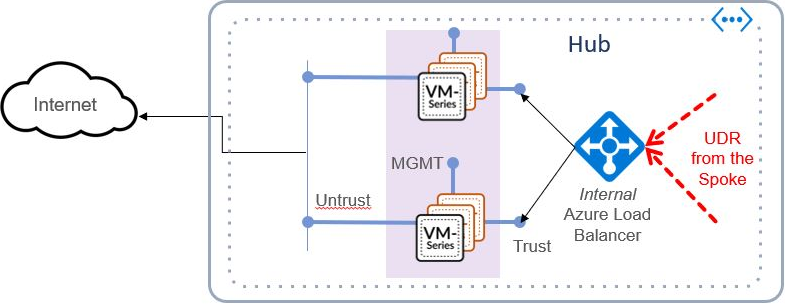 Hub
Internet
VM-
Series
MGMT
Untrust
VM-
Series
Trust
Internal
Azure Load
Balancer
UDR
from the
Spoke